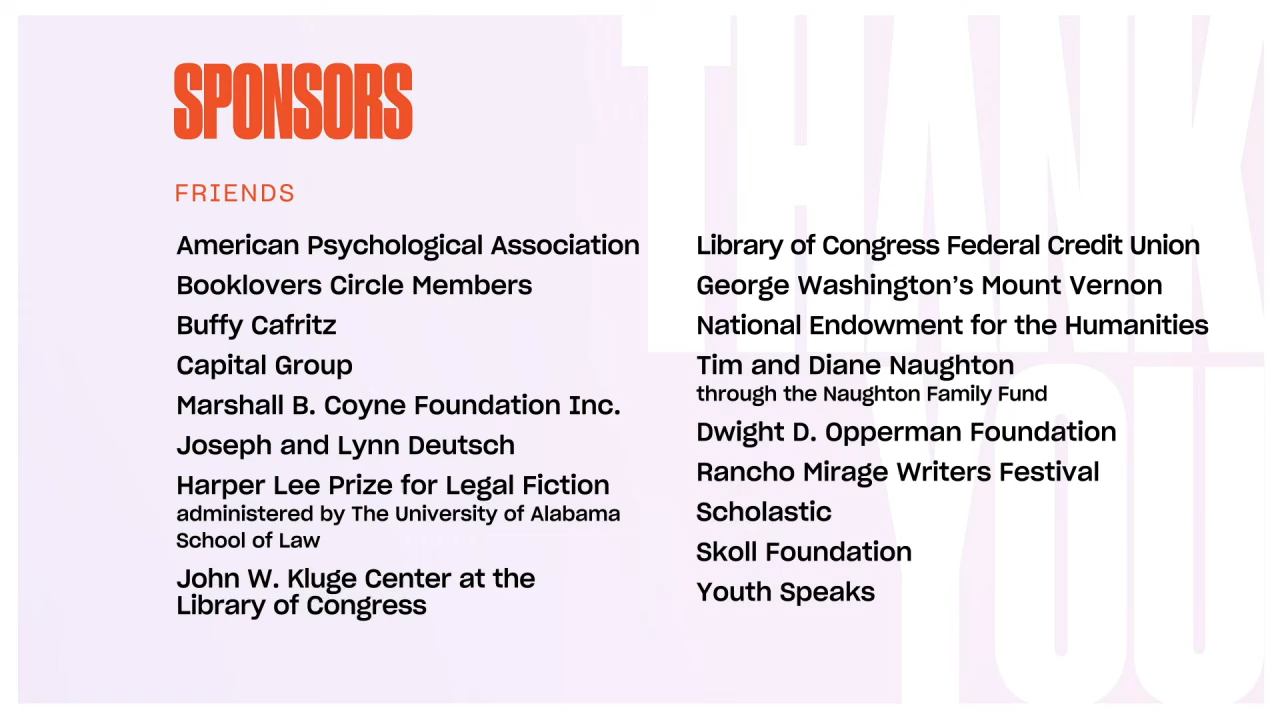 THANK
YOU
SPONSORS
FRIENDS
American Psychological Association
Booklovers Circle Members
Buffy Cafritz
Capital Group
Marshall B. Coyne Foundation Inc.
Joseph and Lynn Deutsch
Harper Lee Prize for Legal Fiction
administered by The University of Alabama
School of Law
John W. Kluge Center at the
Library of Congress
Library of Congress Federal Credit Union
George Washington’s Mount Vernon
National Endowment for the Humanities
Tim and Diane Naughton
through the Naughton Family Fund
Dwight D. Opperman Foundation
Rancho Mirage Writers Festival
Scholastic
Skoll Foundation
Youth Speaks